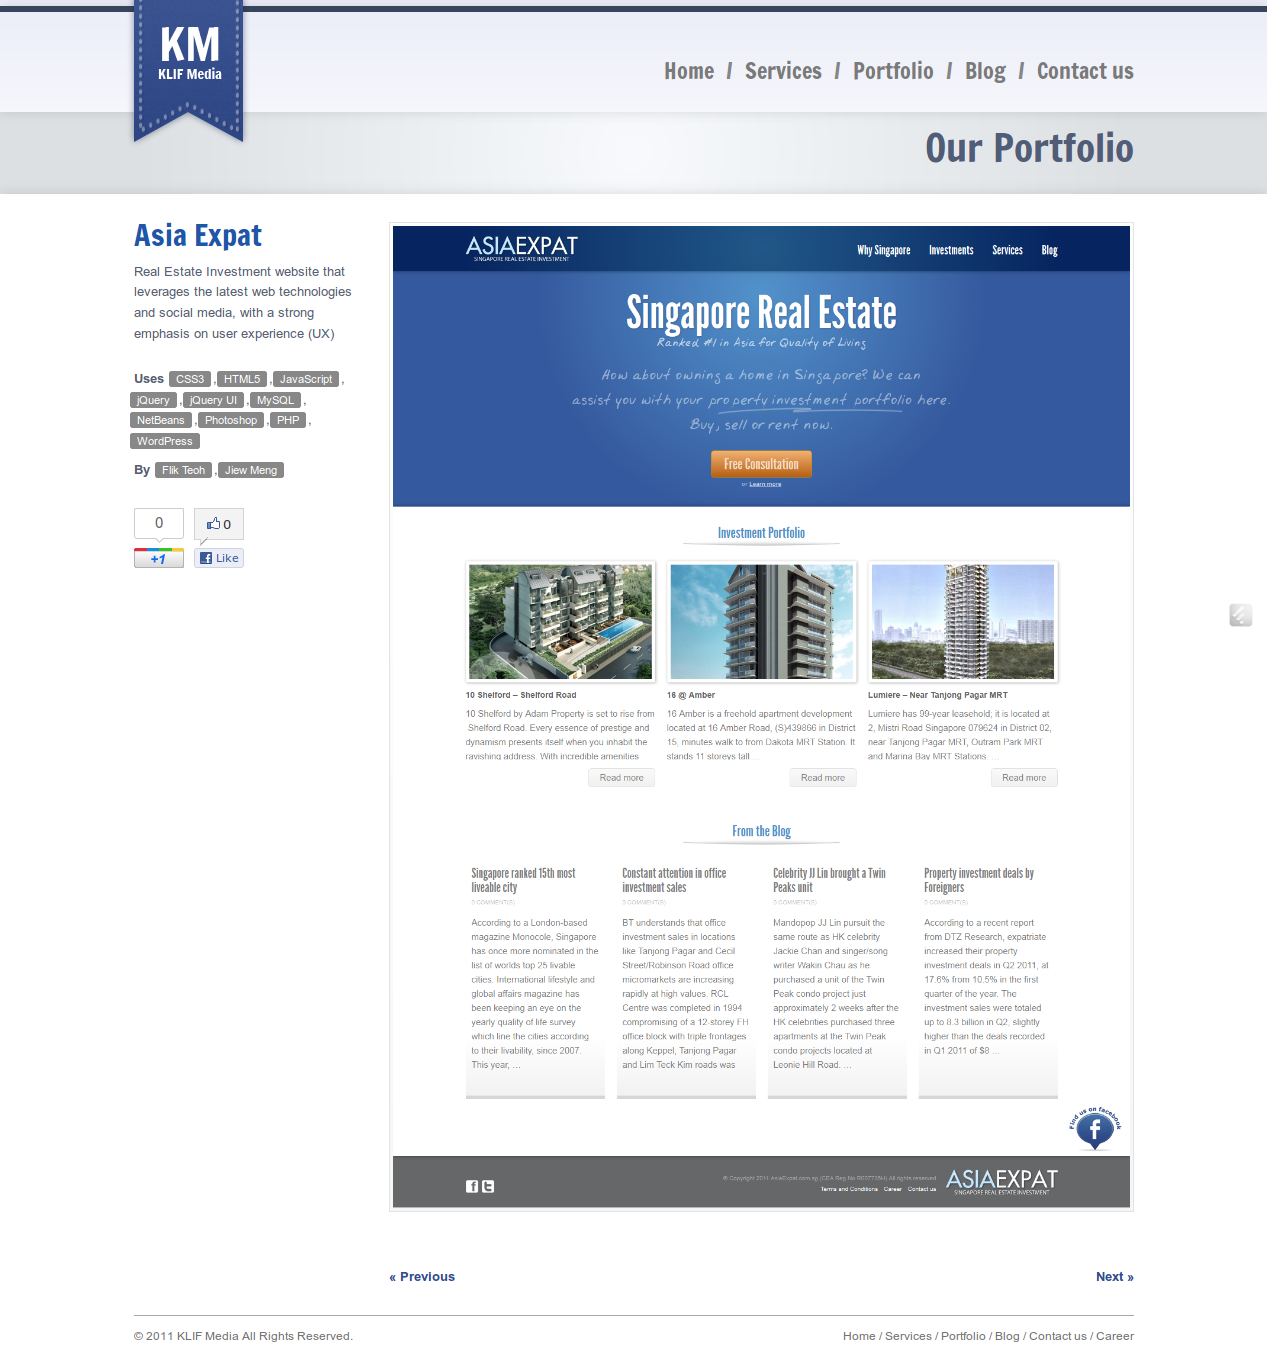 KM
KLIF Media
Home / Services / Portfolio / Blog / Contact us
Our Portfolio
Asia Expat
Real Estate Investment website that
leverages the latest web technologies
and social media, with a strong
emphasis on user experience (UX)
Uses CSS3 , HTML5 , JavaScript ,
jQuery , jQuery UI , MySQL ,
NetBeans , Photoshop , PHP ,
WordPress
By Flik Teoh , Jiew Meng
0 0
+1 Like
ASIAEXPAT
SINGAPORE REAL ESTATE INVESTMENT
Why Singapore Investments Services Blog
Singapore Real Estate
Ranked #1 in Asia for Quality of Living
How about owning a home in Singapore? We can
assist you with your property investment portfolio here.
Buy, sell or rent now.
Free Consultation
or Learn more
Investment Portfolio
10 Shelford – Shelford Road
10 Shelford by Adam Property is set to rise from
Shelford Road. Every essence of prestige and
dynamism presents itself when you inhabit the
ravishing address. With incredible amenities
Read more
16 @ Amber
16 Amber is a freehold apartment development
located at 16 Amber Road, (S)439866 in District
15, minutes walk to from Dakota MRT Station. It
stands 11 storeys tall ...
Read more
Lumiere – Near Tanjong Pagar MRT
Lumiere has 99-year leasehold; it is located at
2, Mistri Road Singapore 079624 in District 02,
near Tanjong Pagar MRT, Outram Park MRT
and Marina Bay MRT Stations. ...
Read more
From the Blog
Singapore ranked 15th most
liveable city
0 COMMENT(S)
According to a London-based
magazine Monocole, Singapore
has once more nominated in the
list of worlds top 25 livable
cities. International lifestyle and
global affairs magazine has
been keeping an eye on the
yearly quality of life survey
which line the cities according
to their livability, since 2007.
This year, ...
Constant attention in office
investment sales
0 COMMENT(S)
BT understands that office
investment sales in locations
like Tanjong Pagar and Cecil
Street/Robinson Road office
micromarkets are increasing
rapidly at high values. RCL
Centre was completed in 1994
compromising of a 12-storey FH
office block with triple frontages
along Keppel, Tanjong Pagar
and Lim Teck Kim roads was
Celebrity JJ Lin brought a Twin
Peaks unit
0 COMMENT(S)
Mandopop JJ Lin pursuit the
same route as HK celebrity
Jackie Chan and singer/song
writer Wakin Chau as he
purchased a unit of the Twin
Peak condo project just
approximately 2 weeks after the
HK celebrities purchased three
apartments at the Twin Peak
condo projects located at
Leonie Hill Road. ...
Property investment deals by
Foreigners
0 COMMENT(S)
According to a recent report
from DTZ Research, expatriate
increased their property
investment deals in Q2 2011, at
17.6% from 10.5% in the first
quarter of the year. The
investment sales were totaled
up to 8.3 billion in Q2, slightly
higher than the deals recorded
in Q1 2011 of $8 ...
Find us on facebook
© Copyright 2011 AsiaExpat.com.sg All rights reserved
Terms and Conditions Career Contact us
ASIAEXPAT
SINGAPORE REAL ESTATE INVESTMENT
« Previous Next »
© 2011 KLIF Media All Rights Reserved.
Home / Services / Portfolio / Blog / Contact us / Career